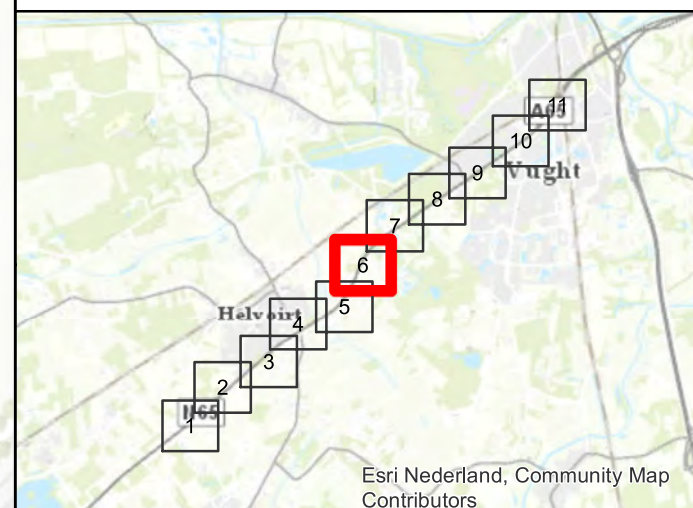 11
A65
10
Vught
9
8
7
6
5
Helvoirt
4
3
2
N65
1
Esri Nederland, Community Map
Contributors